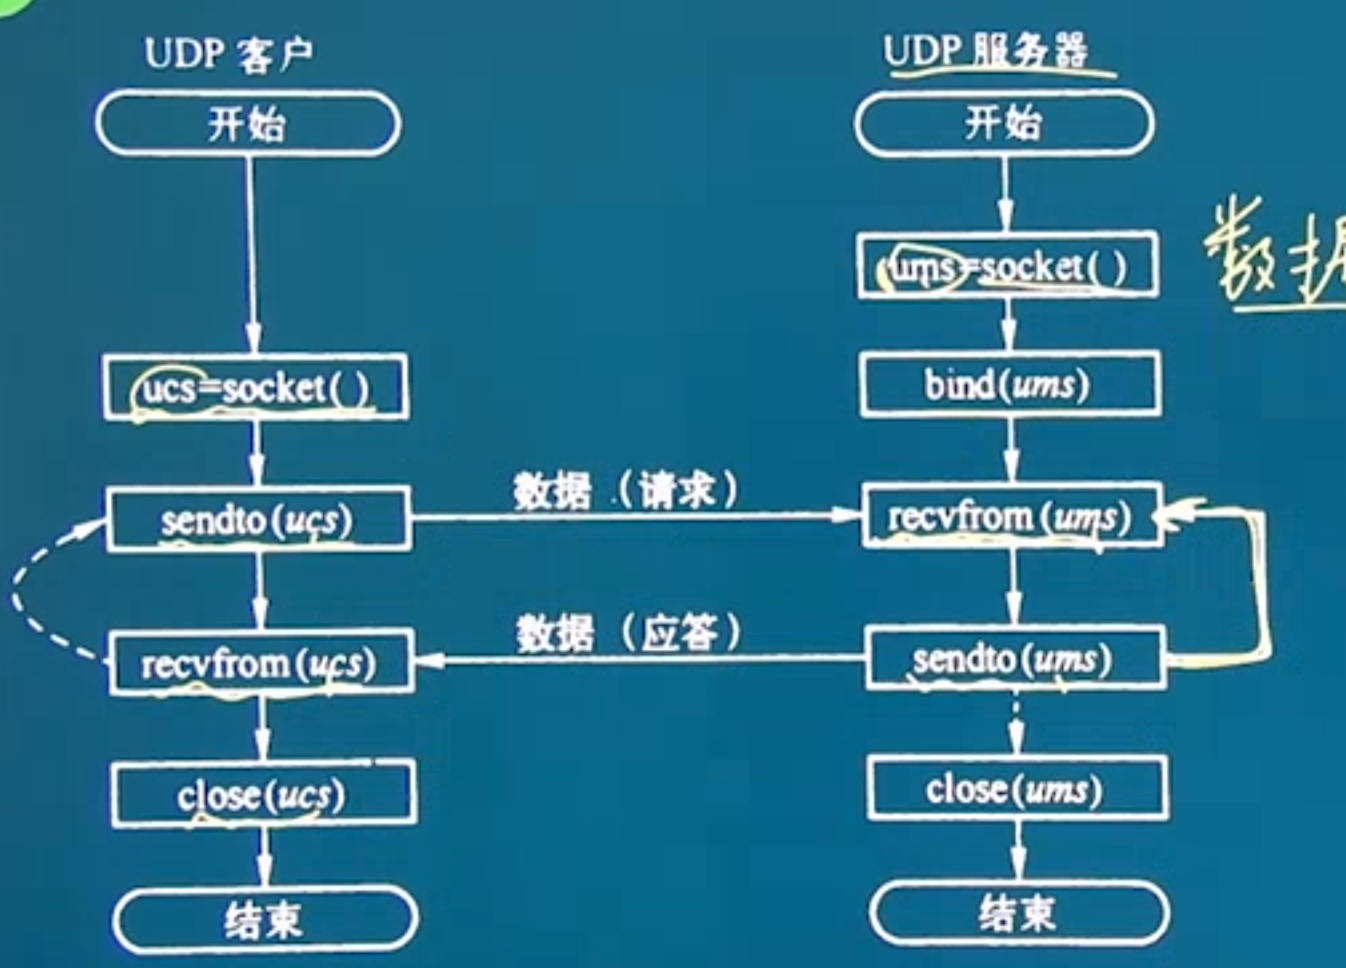 UDP 客户
开始
ucs=socket( )
sendto(ucs)
recvfrom(ucs)
close(ucs)
结束
数据（请求）
数据（应答）
UDP 服务器
开始
ums=socket( )
bind(ums)
recvfrom(ums)
sendto(ums)
close(ums)
结束
数据